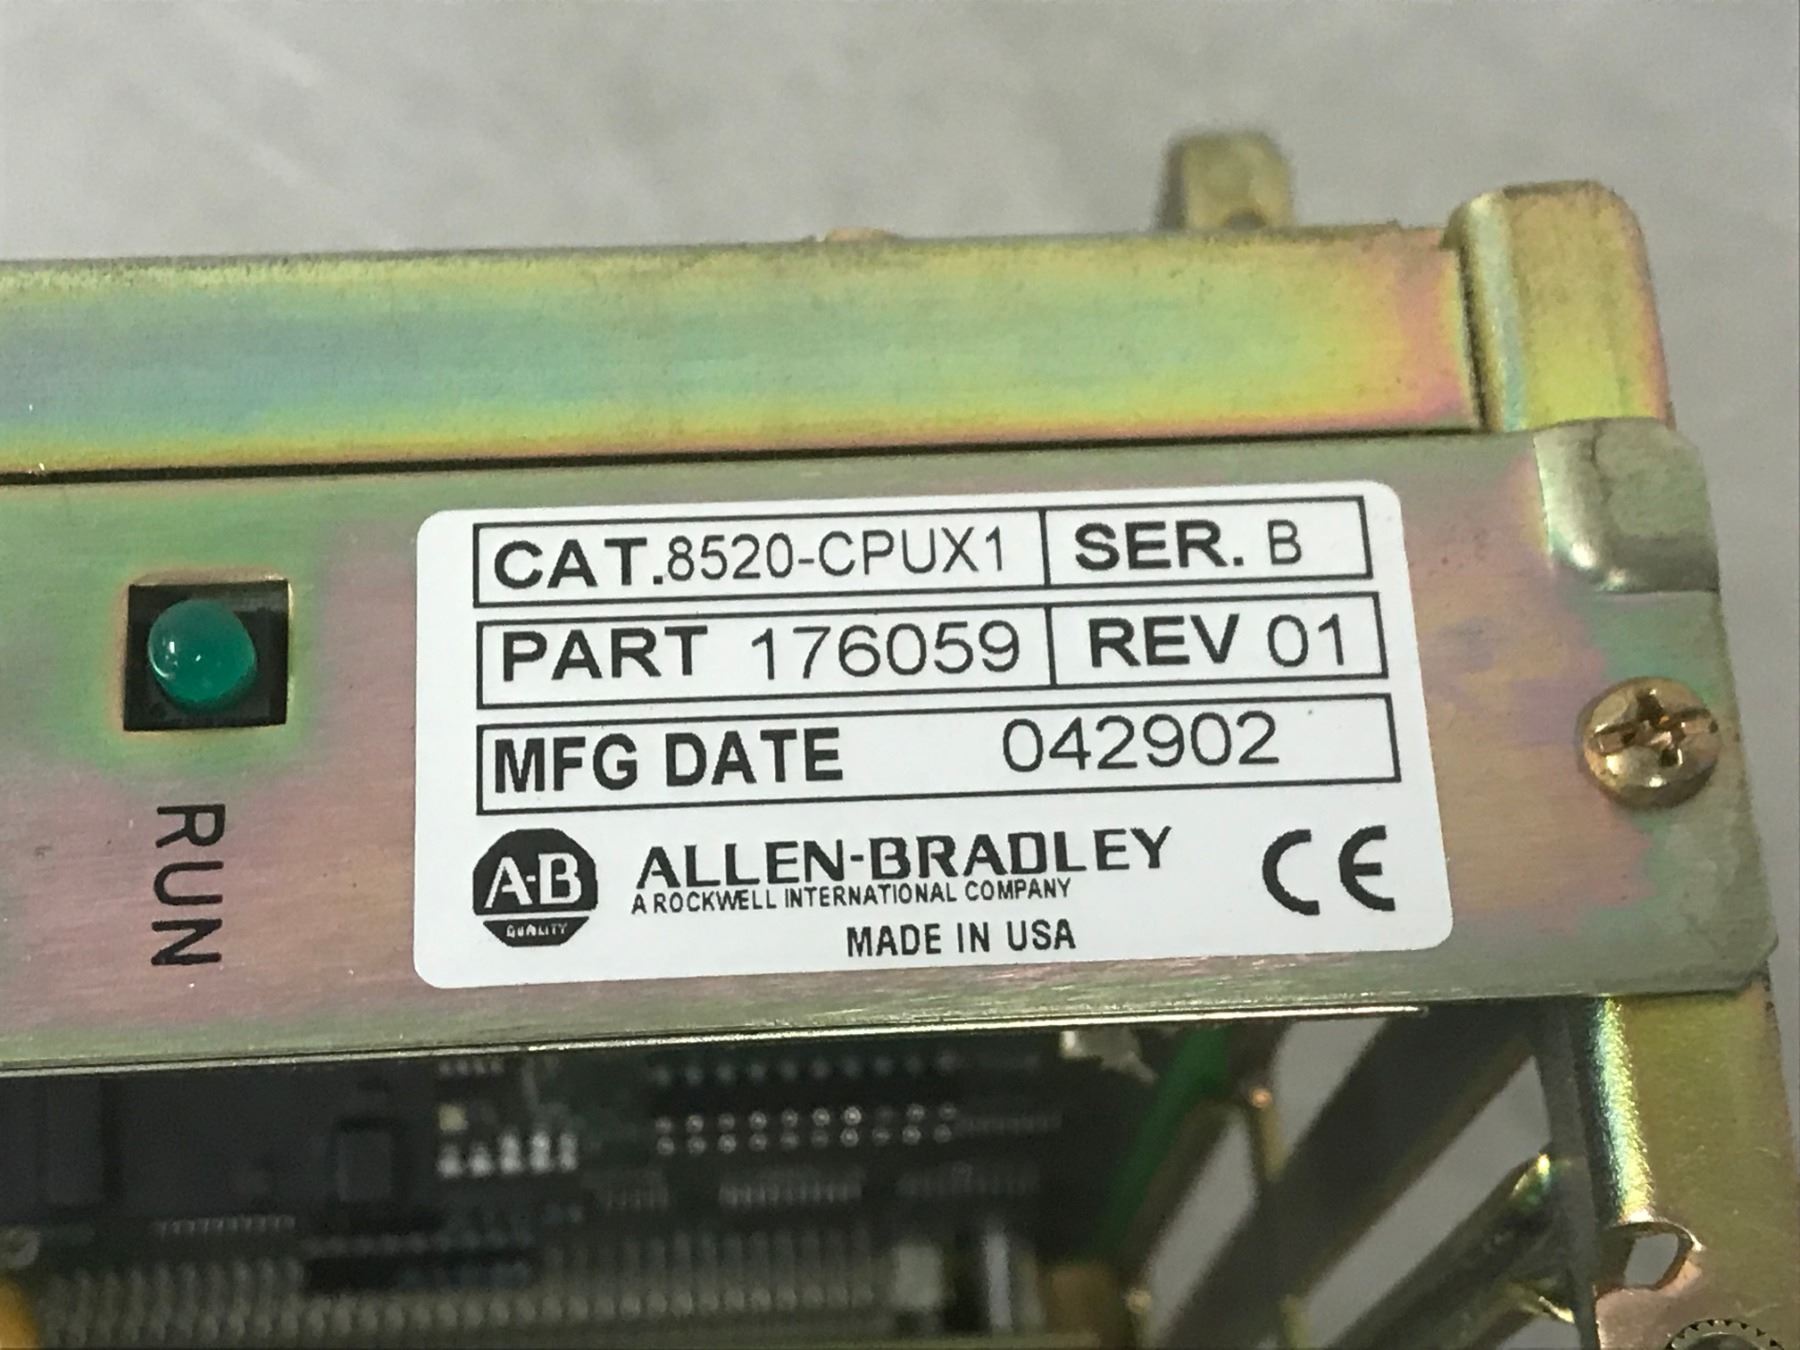 CAT.8520-CPUX1 SER. B
PART 176059 REV 01
MFG DATE 042902
A-B
QUALITY
ALLEN-BRADLEY
A ROCKWELL INTERNATIONAL COMPANY
MADE IN USA
CE
RUN